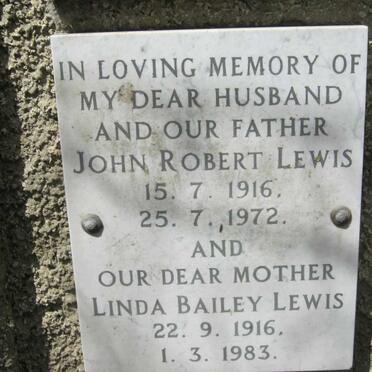 IN LOVING MEMORY OF
MY DEAR HUSBAND
AND OUR FATHER
JOHN ROBERT LEWIS
15. 7. 1916.
25. 7. 1972.
AND
OUR DEAR MOTHER
LINDA BAILEY LEWIS
22. 9. 1916.
1. 3. 1983.